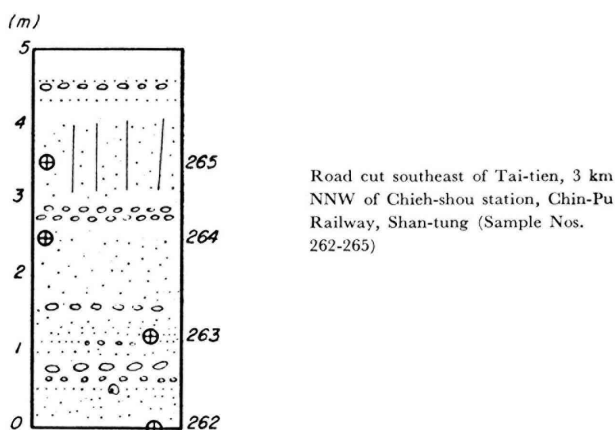 (m)
5
4
265
3
264
2
263
1
0
262
Road cut southeast of Tai-tien, 3 km
NNW of Chieh-shou station, Chin-Pu
Railway, Shan-tung (Sample Nos.
262-265)